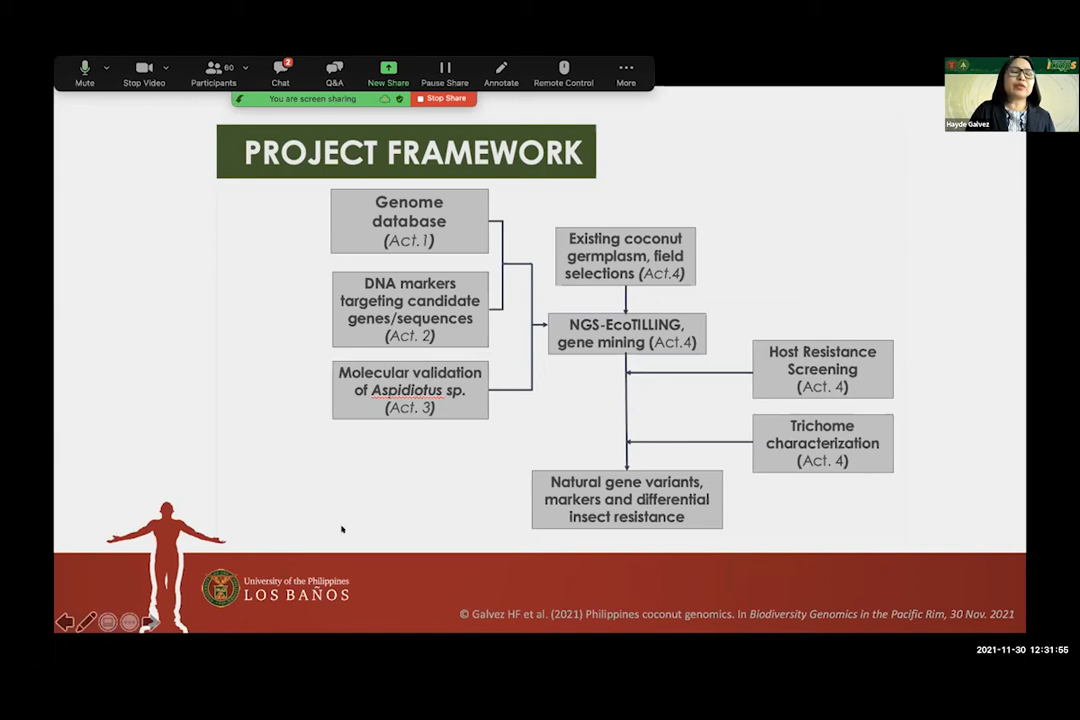 Mute
Stop Video
Participants
60
Chat
2
Q&A
New Share
Pause Share
Annotate
Remote Control
More
You are screen sharing
Stop Share
Hayde Galvez
PROJECT FRAMEWORK
Genome
database
(Act.1)
DNA markers
targeting candidate
genes/sequences
(Act. 2)
Molecular validation
of Aspidiotus sp.
(Act. 3)
Existing coconut
germplasm, field
selections (Act.4)
NGS-EcoTILLING,
gene mining (Act.4)
Host Resistance
Screening
(Act. 4)
Trichome
characterization
(Act. 4)
Natural gene variants,
markers and differential
insect resistance
University of the Philippines
LOS BAÑOS
© Galvez HF et al. (2021) Philippines coconut genomics. In Biodiversity Genomics in the Pacific Rim, 30 Nov. 2021
2021-11-30 12:31:55